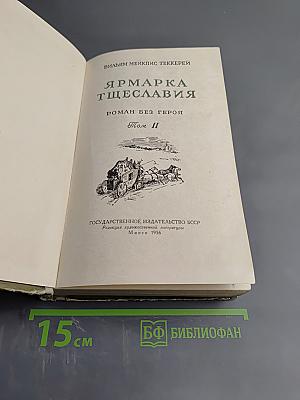 ВИЛЬЯМ МЕЙКПИС ТЕККЕРЕЙ
ЯРМАРКА
ТЩЕСЛАВИЯ
РОМАН БЕЗ ГЕРОЯ
Том II
ГОСУДАРСТВЕННОЕ ИЗДАТЕЛЬСТВО БССР
Редакция художественной литературы
Минск 1956
15 см
БФ БИБЛИОФАН